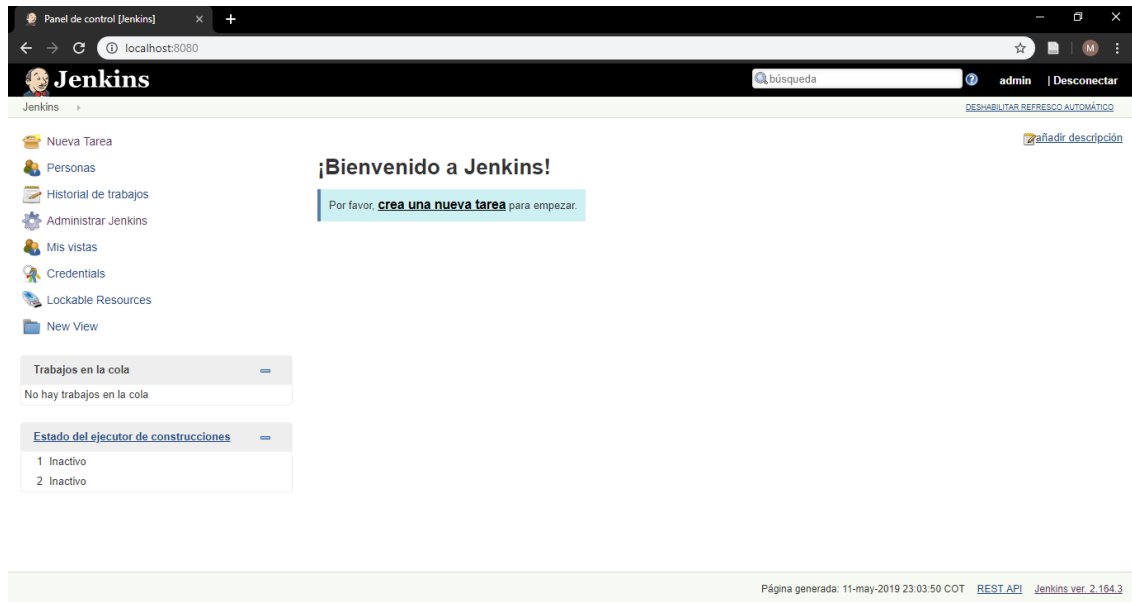 Panel de control [Jenkins]
localhost:8080
M
Jenkins
búsqueda
admin | Desconectar
Jenkins
DESHABILITAR REFRESCO AUTOMÁTICO
añadir descripción
Nueva Tarea
Personas
Historial de trabajos
Administrar Jenkins
Mis vistas
Credentials
Lockable Resources
New View
¡Bienvenido a Jenkins!
Por favor, crea una nueva tarea para empezar.
Trabajos en la cola
No hay trabajos en la cola
Estado del ejecutor de construcciones
1 Inactivo
2 Inactivo
Página generada: 11-may-2019 23:03:50 COT REST API Jenkins ver. 2.164.3